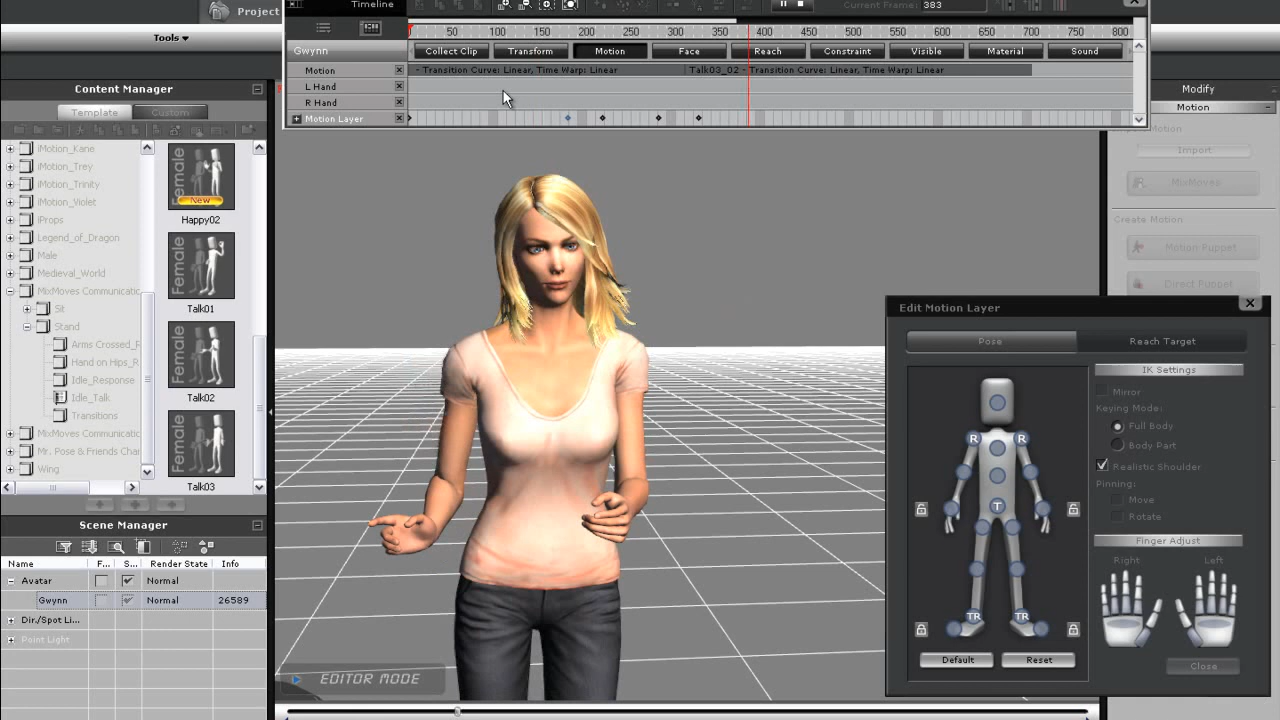 Project
Timeline
Current Frame: 383
Tools
50 100 150 200 250 300 350 400 450 500 550 600 650 700 750 800
Gwynn
Collect Clip Transform Motion Face Reach Constraint Visible Material Sound
Motion
- Transition Curve: Linear, Time Warp: Linear
Talk03_02 - Transition Curve: Linear, Time Warp: Linear
L Hand
R Hand
Motion Layer
Content Manager
Template Custom
iMotion_Kane
iMotion_Trey
iMotion_Trinity
iMotion_Violet
IProps
Legend_of_Dragon
Male
Medieval_World
MixMoves Communicatio
Sit
Stand
Arms Crossed_R
Hand on Hips_R
Idle_Response
Idle_Talk
Transitions
MixMoves Communicatio
Mr. Pose & Friends Char
Wing
Female
New
Happy02
Female
Talk01
Female
Talk02
Female
Talk03
Scene Manager
Name F... S... Render State Info
Avatar Normal
Gwynn Normal 26589
Dir./Spot Li...
Point Light
EDITOR MODE
Modify
Motion
Motion
Import
MixMoves
Create Motion
Motion Puppet
Direct Puppet
Edit Motion Layer
Pose Reach Target
IK Settings
Mirror
Keying Mode:
Full Body
Body Part
Realistic Shoulder
Pinning:
Move
Rotate
Finger Adjust
Right Left
R R
T
TR TR
Default Reset
Close